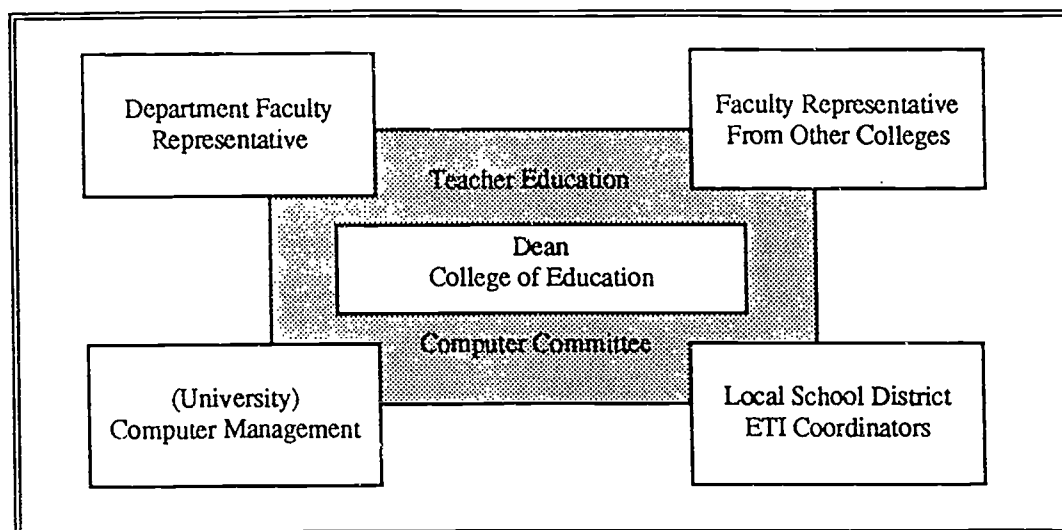 Department Faculty
Representative
Faculty Representative
From Other Colleges
Teacher Education
Dean
College of Education
Computer Committee
(University)
Computer Management
Local School District
ETI Coordinators